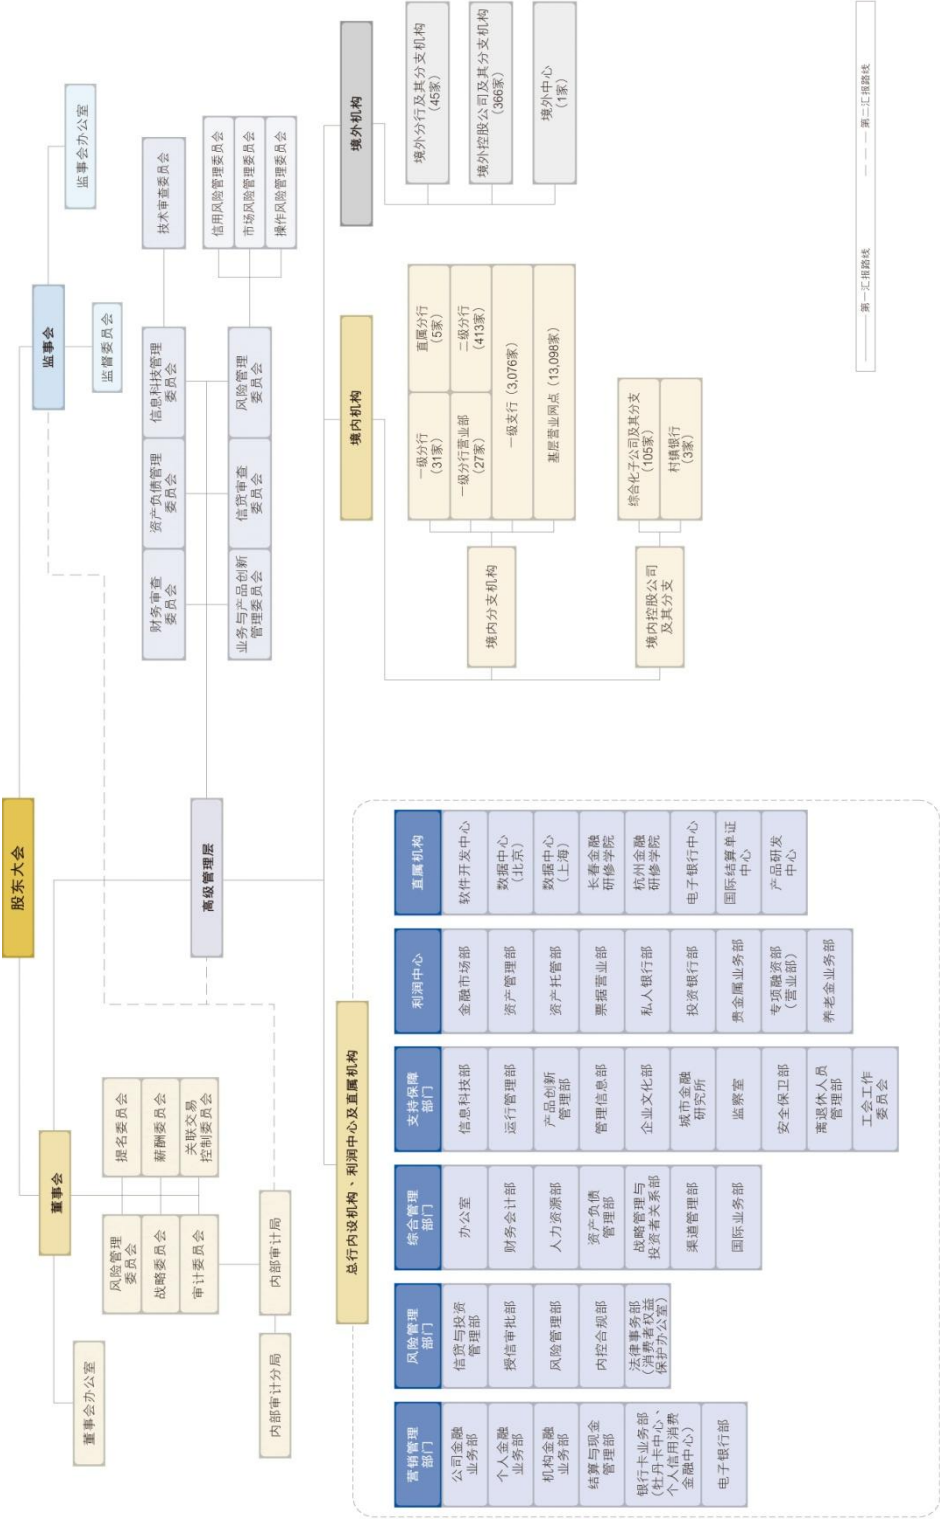 股东大会
董事会
监事会
董事会办公室
监事会办公室
监督委员会
风险管理
委员会
提名委员会
战略委员会
薪酬委员会
审计委员会
关联交易
控制委员会
内部审计局
内部审计分局
高级管理层
财务审查
委员会
资产负债管理
委员会
信息科技管理
委员会
技术审查委员会
业务与产品创新
管理委员会
信贷审查
委员会
风险管理
委员会
信用风险管理委员会
市场风险管理委员会
操作风险管理委员会
总行内设机构、利润中心及直属机构
境内机构
境外机构
营销管理
部门
公司金融
业务部
个人金融
业务部
机构金融
业务部
结算与现金
管理部
银行卡业务部
(牡丹卡中心、
个人信用消费
金融中心)
电子银行部
风险管理
部门
信贷与投资
管理部
授信审批部
风险管理部
内控合规部
法律事务部
(消费者权益
保护办公室)
综合管理
部门
办公室
财务会计部
人力资源部
资产负债
管理部
战略管理与
投资者关系部
渠道管理部
国际业务部
支持保障
部门
信息科技部
运行管理部
产品创新
管理部
管理信息部
企业文化部
城市金融
研究所
监察室
安全保卫部
离退休人员
管理部
工会工作
委员会
利润中心
金融市场部
资产管理部
资产托管部
票据营业部
私人银行部
投资银行部
贵金属业务部
专项融资部
(营业部)
养老金业务部
直属机构
软件开发中心
数据中心
(北京)
数据中心
(上海)
长春金融
研修学院
杭州金融
研修学院
电子银行中心
国际结算单证
中心
产品研发
中心
境内分支机构
一级分行
(31家)
直属分行
(5家)
一级分行营业部
(27家)
二级分行
(413家)
一级支行(3,076家)
基层营业网点(13,098家)
境内控股公司
及其分支
综合化子公司及其分支
(105家)
村镇银行
(3家)
境外分行及其分支机构
(45家)
境外控股公司及其分支机构
(366家)
境外中心
(1家)
第一汇报路线
第二汇报路线